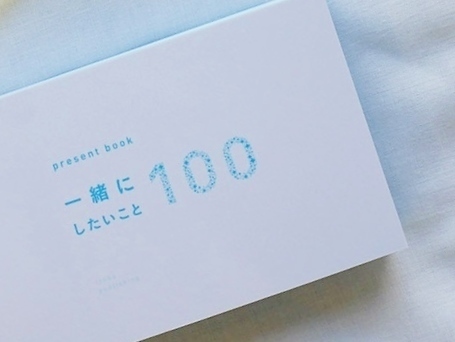 present book
一緒に
したいこと
100